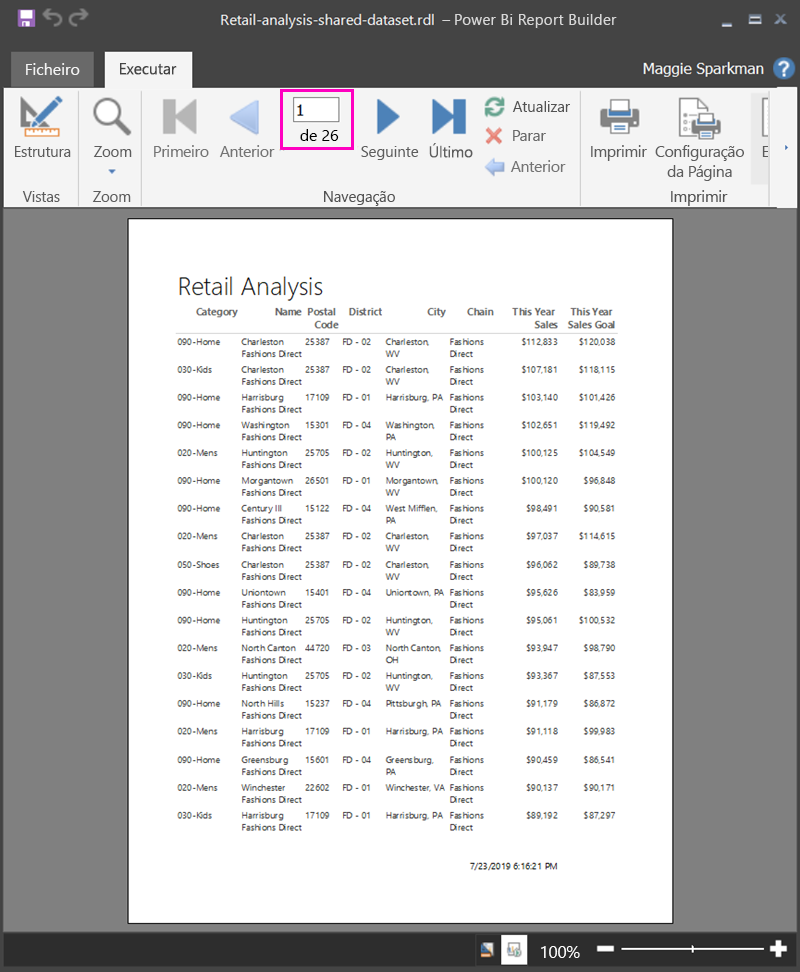 Retail-analysis-shared-dataset.rdl – Power Bi Report Builder
Ficheiro Executar Maggie Sparkman ?
Estrutura Zoom Primeiro Anterior 1 de 26 Seguinte Último Atualizar Parar Anterior Imprimir Configuração da Página E
Vistas Zoom Navegação Imprimir
Retail Analysis
Category Name Postal Code District City Chain This Year Sales This Year Sales Goal
090-Home Charleston Fashions Direct 25387 FD - 02 Charleston, WV Fashions Direct $112,833 $120,038
030-Kids Charleston Fashions Direct 25387 FD - 02 Charleston, WV Fashions Direct $107,181 $118,115
090-Home Harrisburg Fashions Direct 17109 FD - 01 Harrisburg, PA Fashions Direct $103,140 $101,426
090-Home Washington Fashions Direct 15301 FD - 04 Washington, PA Fashions Direct $102,651 $119,492
020-Mens Huntington Fashions Direct 25705 FD - 02 Huntington, WV Fashions Direct $100,125 $104,549
090-Home Morgantown Fashions Direct 26501 FD - 01 Morgantown, WV Fashions Direct $100,120 $96,848
090-Home Century III Fashions Direct 15122 FD - 04 West Mifflen, PA Fashions Direct $98,491 $90,581
020-Mens Charleston Fashions Direct 25387 FD - 02 Charleston, WV Fashions Direct $97,037 $114,615
050-Shoes Charleston Fashions Direct 25387 FD - 02 Charleston, WV Fashions Direct $96,062 $89,738
090-Home Uniontown Fashions Direct 15401 FD - 04 Uniontown, PA Fashions Direct $95,626 $83,959
090-Home Huntington Fashions Direct 25705 FD - 02 Huntington, WV Fashions Direct $95,061 $100,532
020-Mens North Canton Fashions Direct 44720 FD - 03 North Canton, OH Fashions Direct $93,947 $98,790
030-Kids Huntington Fashions Direct 25705 FD - 02 Huntington, WV Fashions Direct $93,367 $87,553
090-Home North Hills Fashions Direct 15237 FD - 04 Pittsburgh, PA Fashions Direct $91,179 $86,872
020-Mens Harrisburg Fashions Direct 17109 FD - 01 Harrisburg, PA Fashions Direct $91,118 $99,983
090-Home Greensburg Fashions Direct 15601 FD - 04 Greensburg, PA Fashions Direct $90,459 $86,541
020-Mens Winchester Fashions Direct 22602 FD - 01 Winchester, VA Fashions Direct $90,137 $90,171
030-Kids Harrisburg Fashions Direct 17109 FD - 01 Harrisburg, PA Fashions Direct $89,192 $87,297
7/23/2019 6:16:21 PM
100%